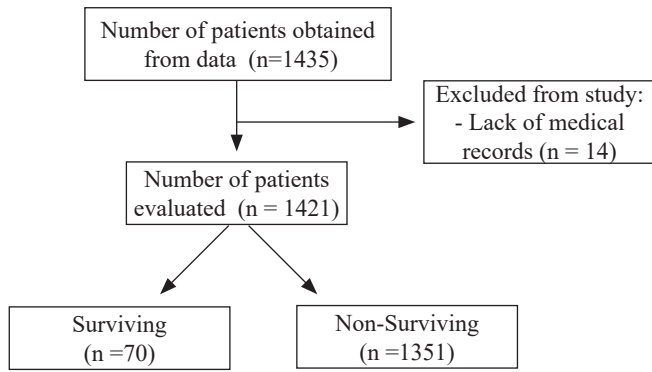 Number of patients obtained
from data (n=1435)
Excluded from study:
- Lack of medical
records (n = 14)
Number of patients
evaluated (n = 1421)
Surviving
(n =70)
Non-Surviving
(n =1351)